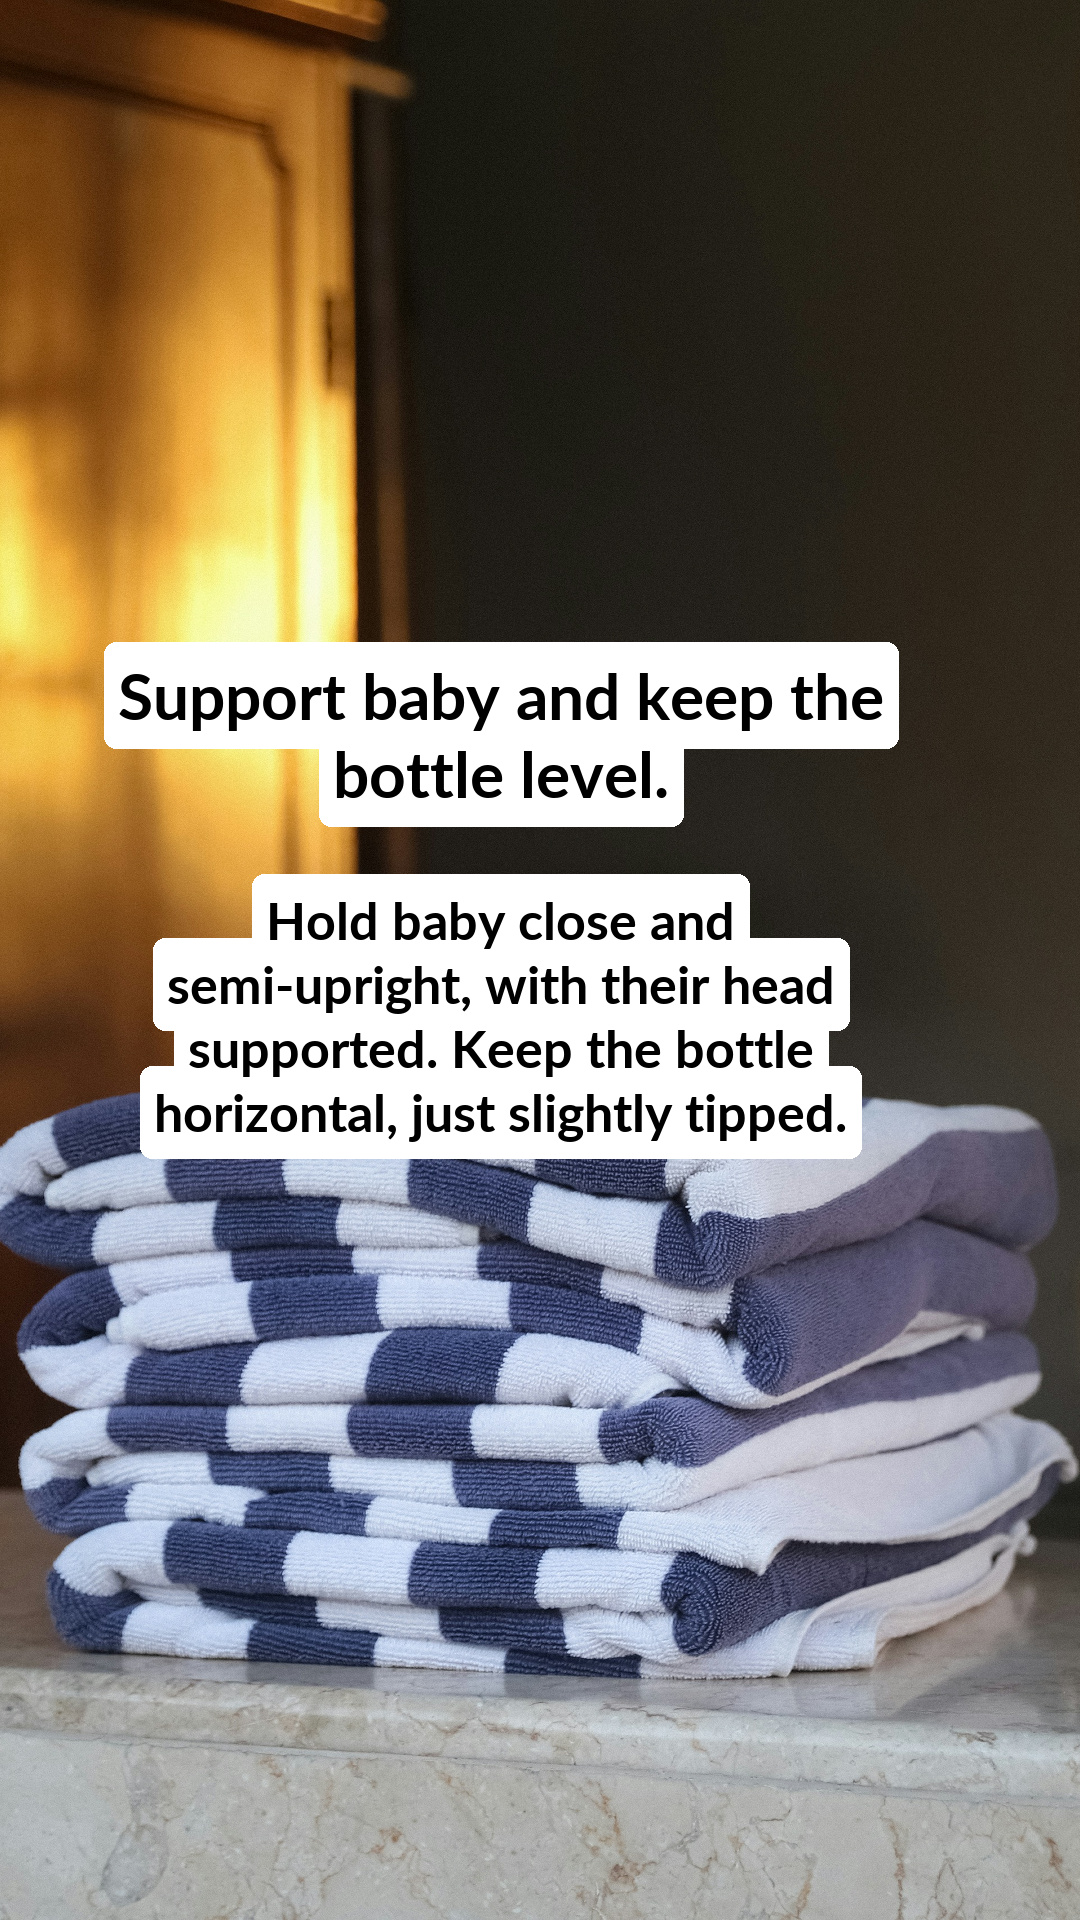 Support baby and keep the
bottle level.
Hold baby close and
semi-upright, with their head
supported. Keep the bottle
horizontal, just slightly tipped.